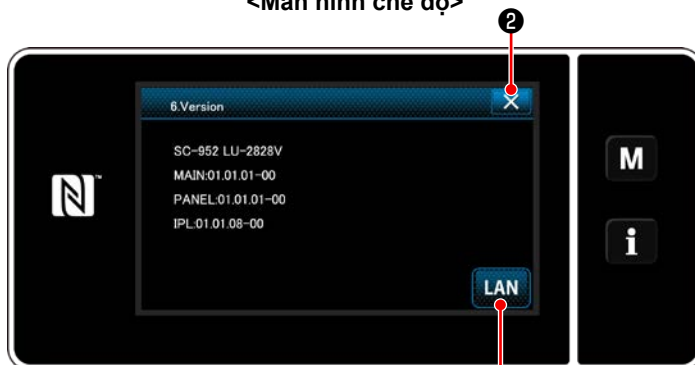 <Màn hình chế độ>
❷
6.Version
SC-952 LU-2828V
MAIN:01.01.01-00
PANEL:01.01.01-00
IPL:01.01.08-00
LAN
M
i